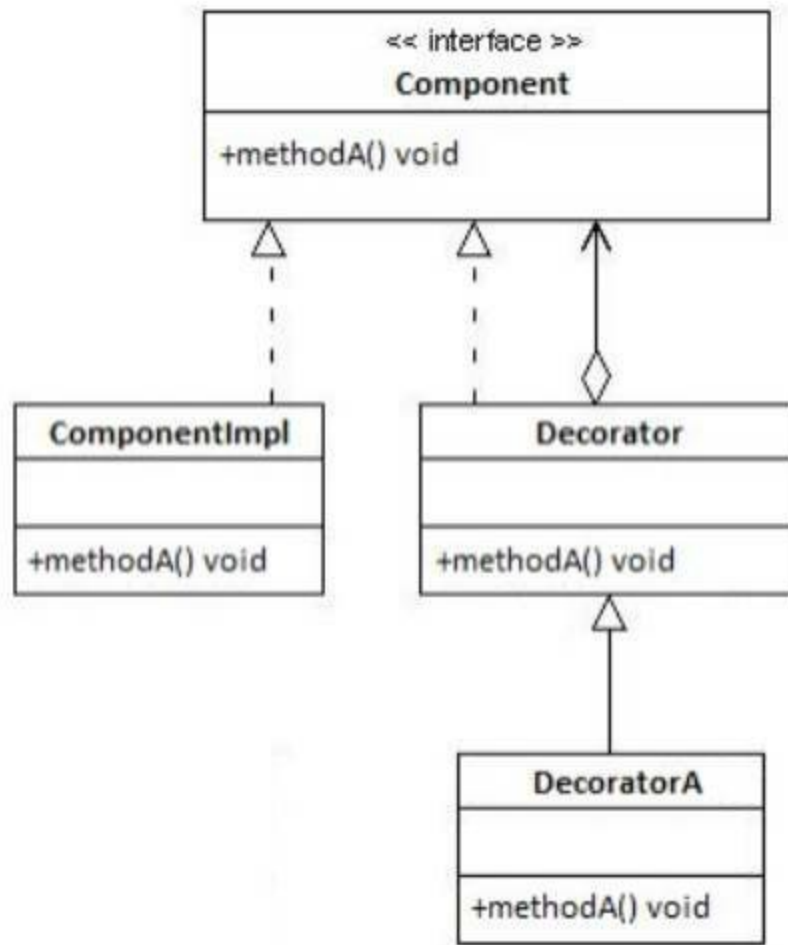 << interface >>
Component
+methodA() void
ComponentImpl
+methodA() void
Decorator
+methodA() void
DecoratorA
+methodA() void